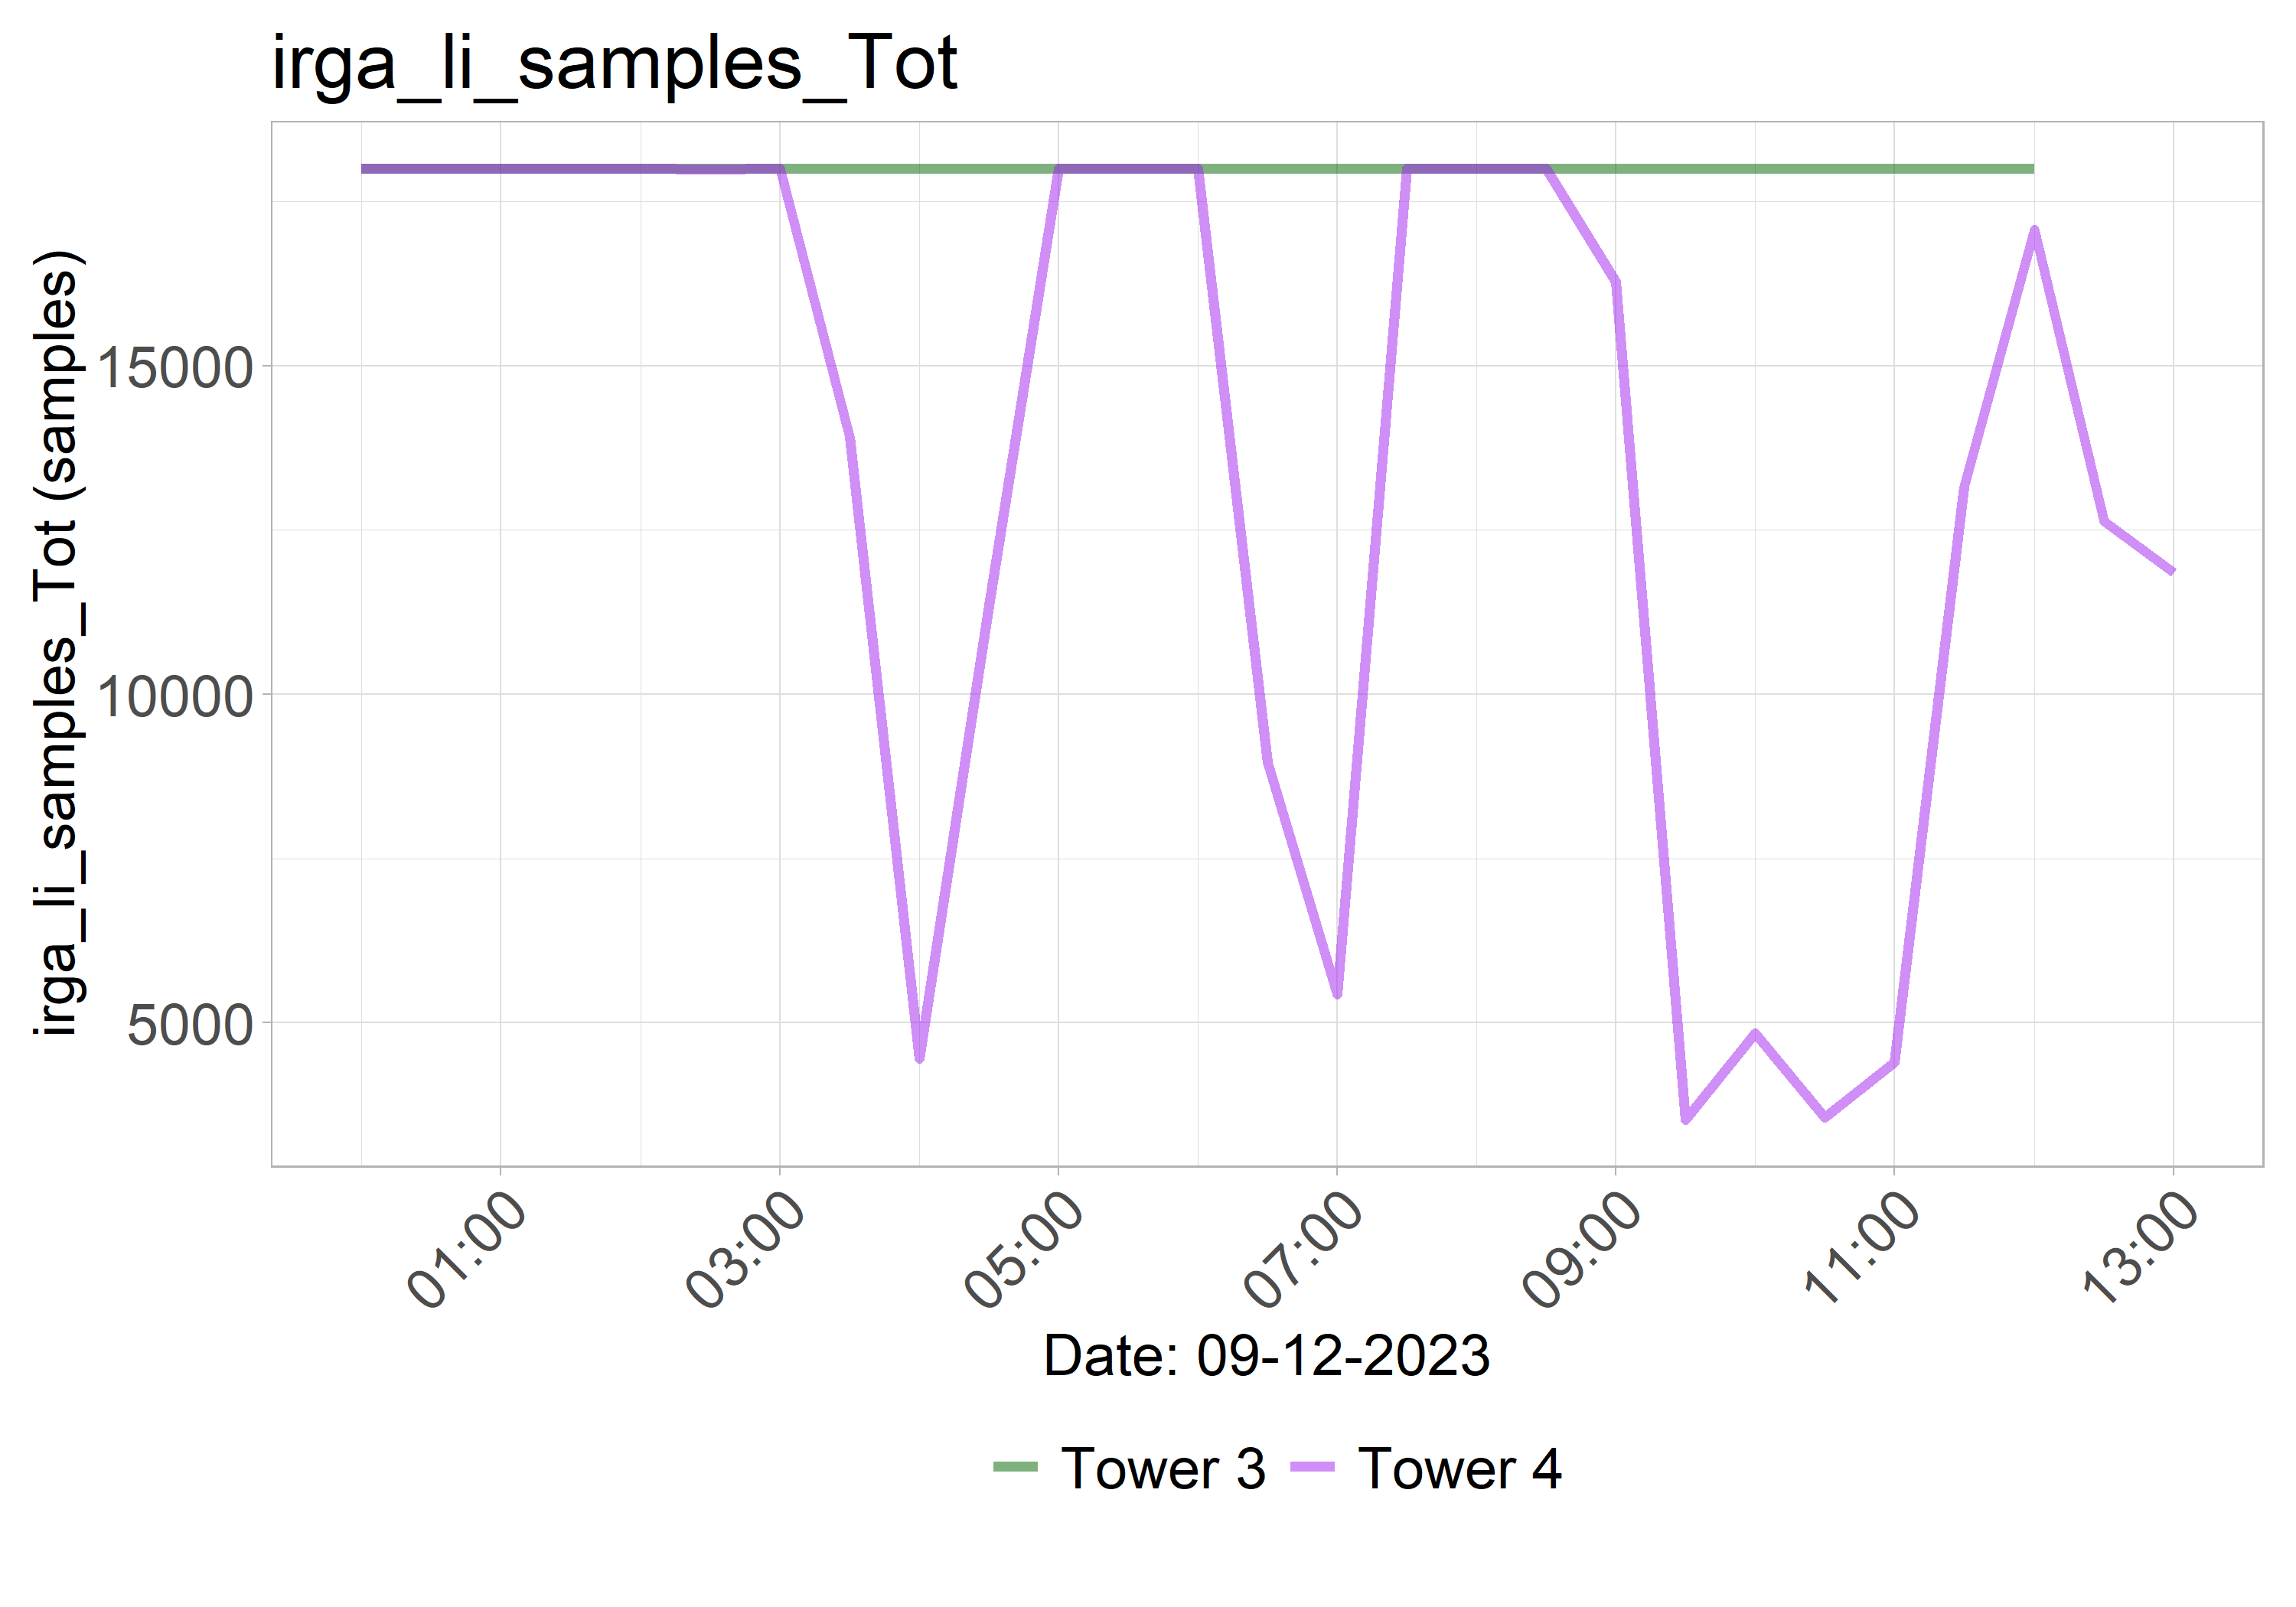 irga_li_samples_Tot
irga_li_samples_Tot (samples)
15000
10000
5000
01:00
03:00
05:00
07:00
09:00
11:00
13:00
Date: 09-12-2023
Tower 3
Tower 4